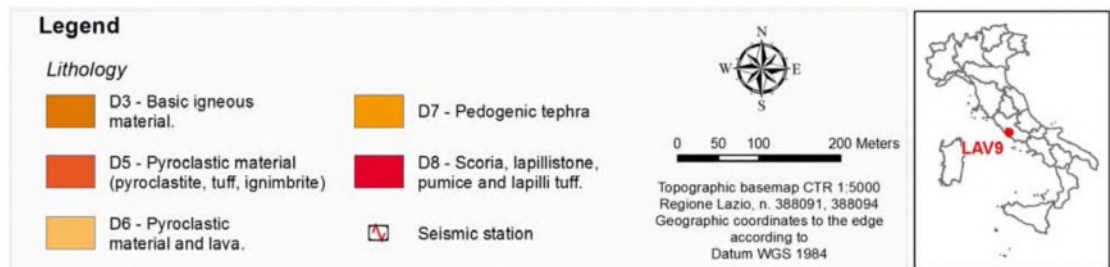 Legend
Lithology
D3 - Basic igneous
material.
D5 - Pyroclastic material
(pyroclastite, tuff, ignimbrite)
D6 - Pyroclastic
material and lava.
D7 - Pedogenic tephra
D8 - Scoria, lapillistone,
pumice and lapilli tuff.
Seismic station
N
W E
S
0 50 100 200 Meters
Topographic basemap CTR 1:5000
Regione Lazio, n. 388091, 388094
Geographic coordinates to the edge
according to
Datum WGS 1984
LAV9